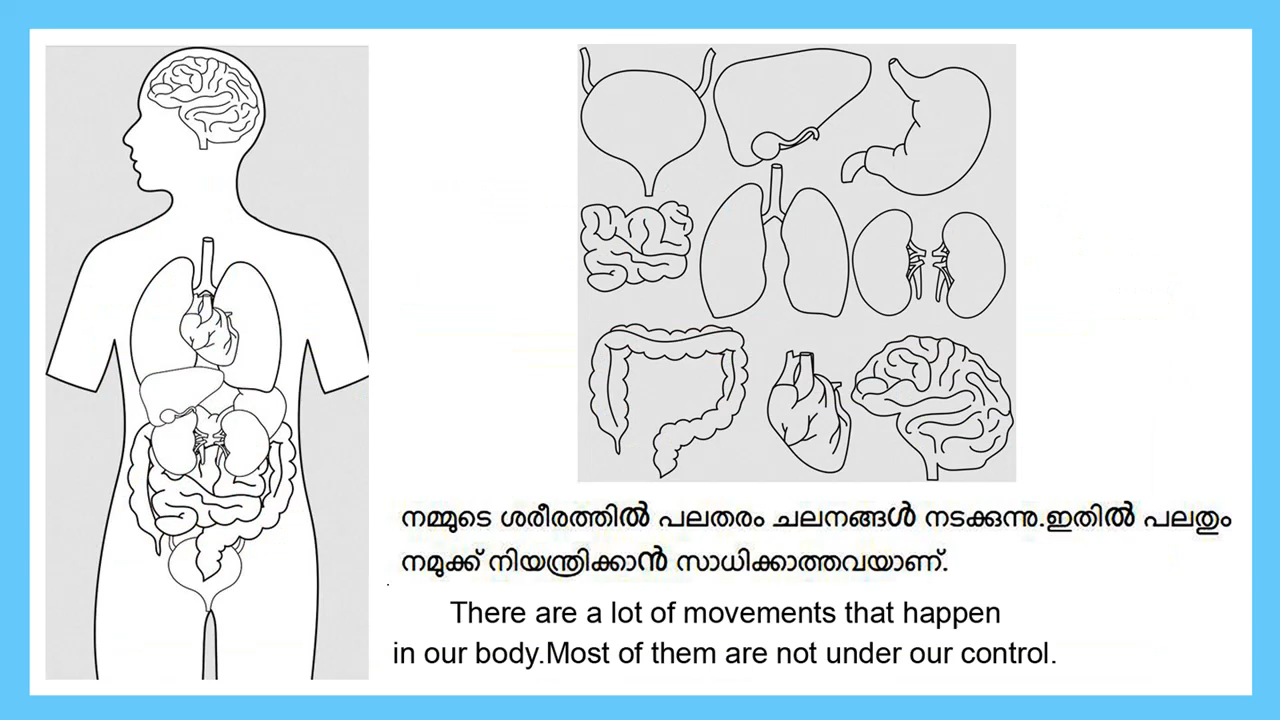 നമ്മുടെ ശരീരത്തിൽ പലതരം ചലനങ്ങൾ നടക്കുന്നു.ഇതിൽ പലതും
നമുക്ക് നിയന്ത്രിക്കാൻ സാധിക്കാത്തവയാണ്.
There are a lot of movements that happen
in our body.Most of them are not under our control.